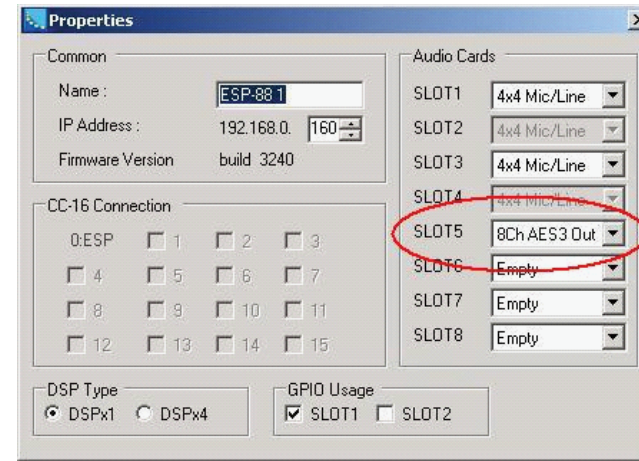 Properties
Common
Name :
ESP-88 1
IP Address :
192.168.0. 160
Firmware Version
build 3240
CC-16 Connection
0:ESP 1 2 3
4 5 6 7
8 9 10 11
12 13 14 15
DSP Type
DSPx1 DSPx4
GPIO Usage
SLOT1 SLOT2
Audio Cards
SLOT1 4x4 Mic/Line
SLOT2 4x4 Mic/Line
SLOT3 4x4 Mic/Line
SLOT4 4x4 Mic/Line
SLOT5 8Ch AES3 Out
SLOT6 Empty
SLOT7 Empty
SLOT8 Empty